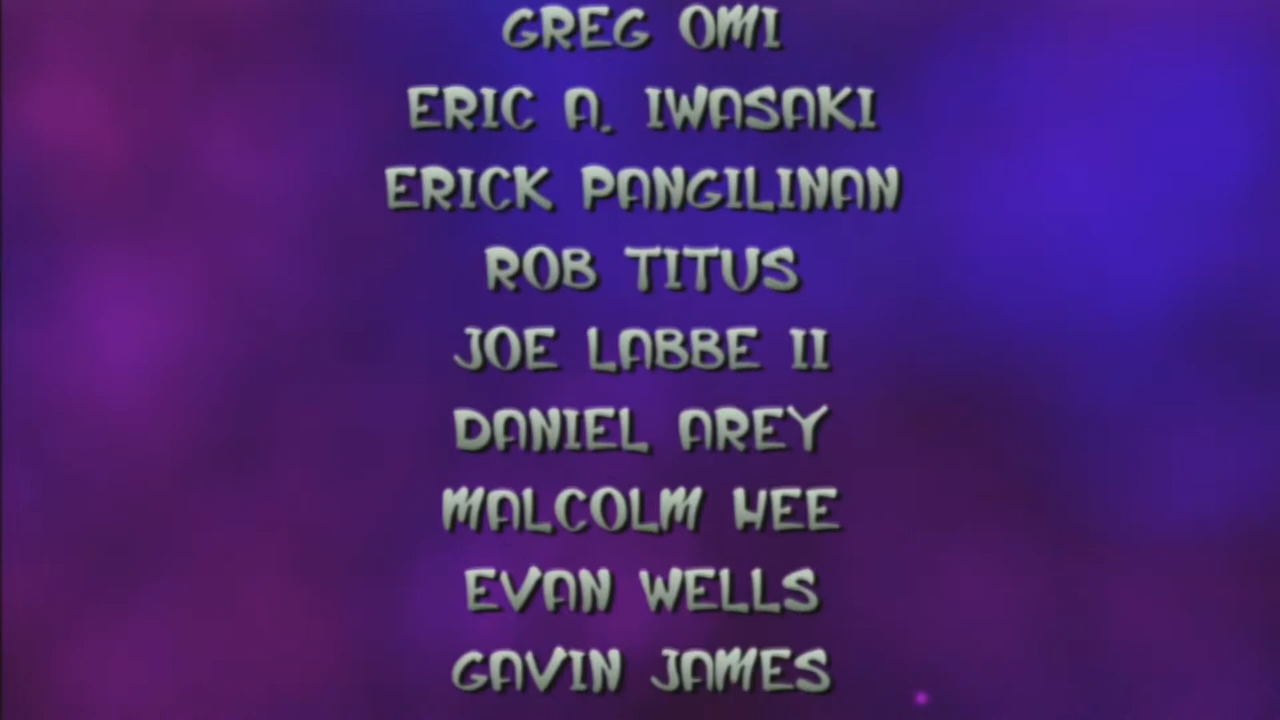 GREG OMI
ERIC A. IWASAKI
ERICK PANGILINAN
ROB TITUS
JOE LABBE II
DANIEL AREY
MALCOLM HEE
EVAN WELLS
GAVIN JAMES